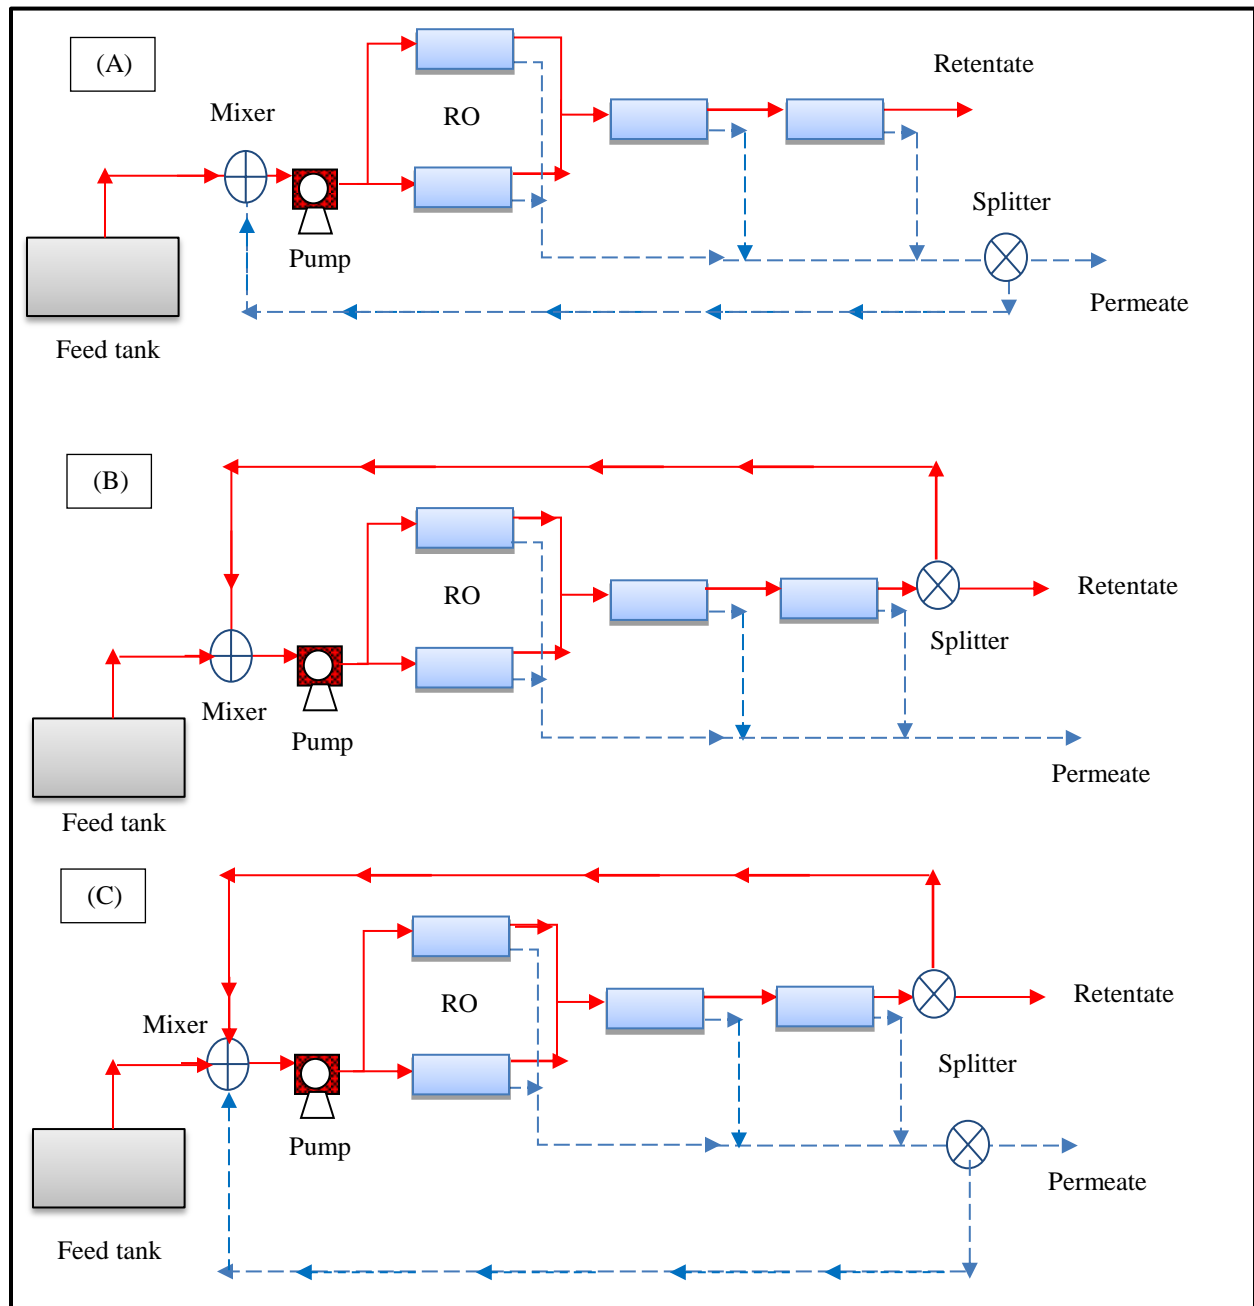 (A)
Retentate
Mixer
RO
Splitter
Pump
Permeate
Feed tank
(B)
RO
Retentate
Splitter
Mixer
Pump
Permeate
Feed tank
(C)
RO
Retentate
Mixer
Splitter
Pump
Permeate
Feed tank